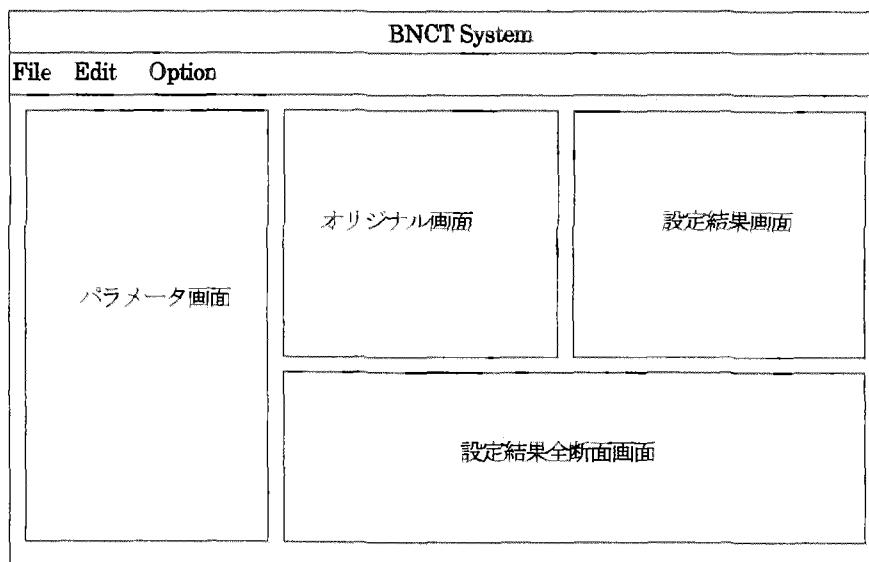 BNCT System
File Edit Option
オリジナル画面
設定結果画面
パラメータ画面
設定結果全断面画面